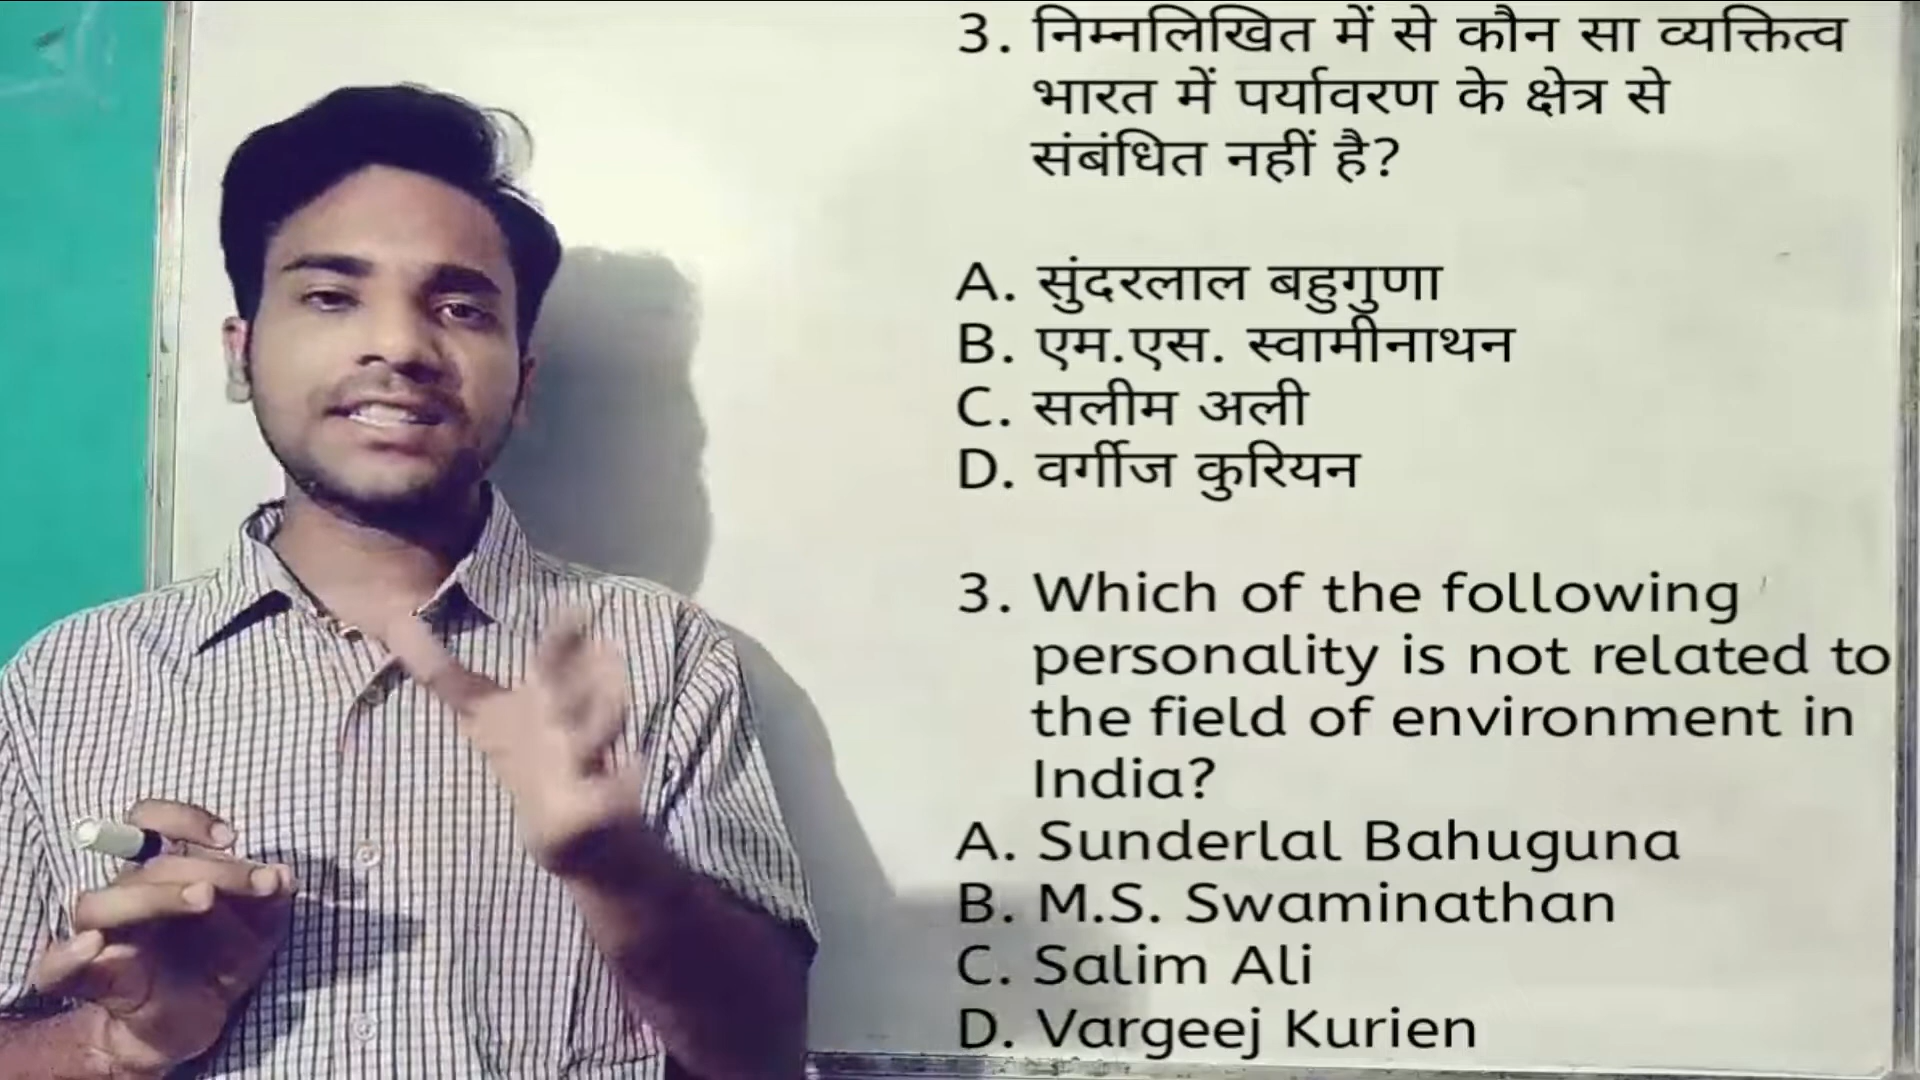 3. निम्नलिखित में से कौन सा व्यक्तित्व
भारत में पर्यावरण के क्षेत्र से
संबंधित नहीं है?
A. सुंदरलाल बहुगुणा
B. एम.एस. स्वामीनाथन
C. सलीम अली
D. वर्गीज कुरियन
3. Which of the following
personality is not related to
the field of environment in
India?
A. Sunderlal Bahuguna
B. M.S. Swaminathan
C. Salim Ali
D. Vargeej Kurien